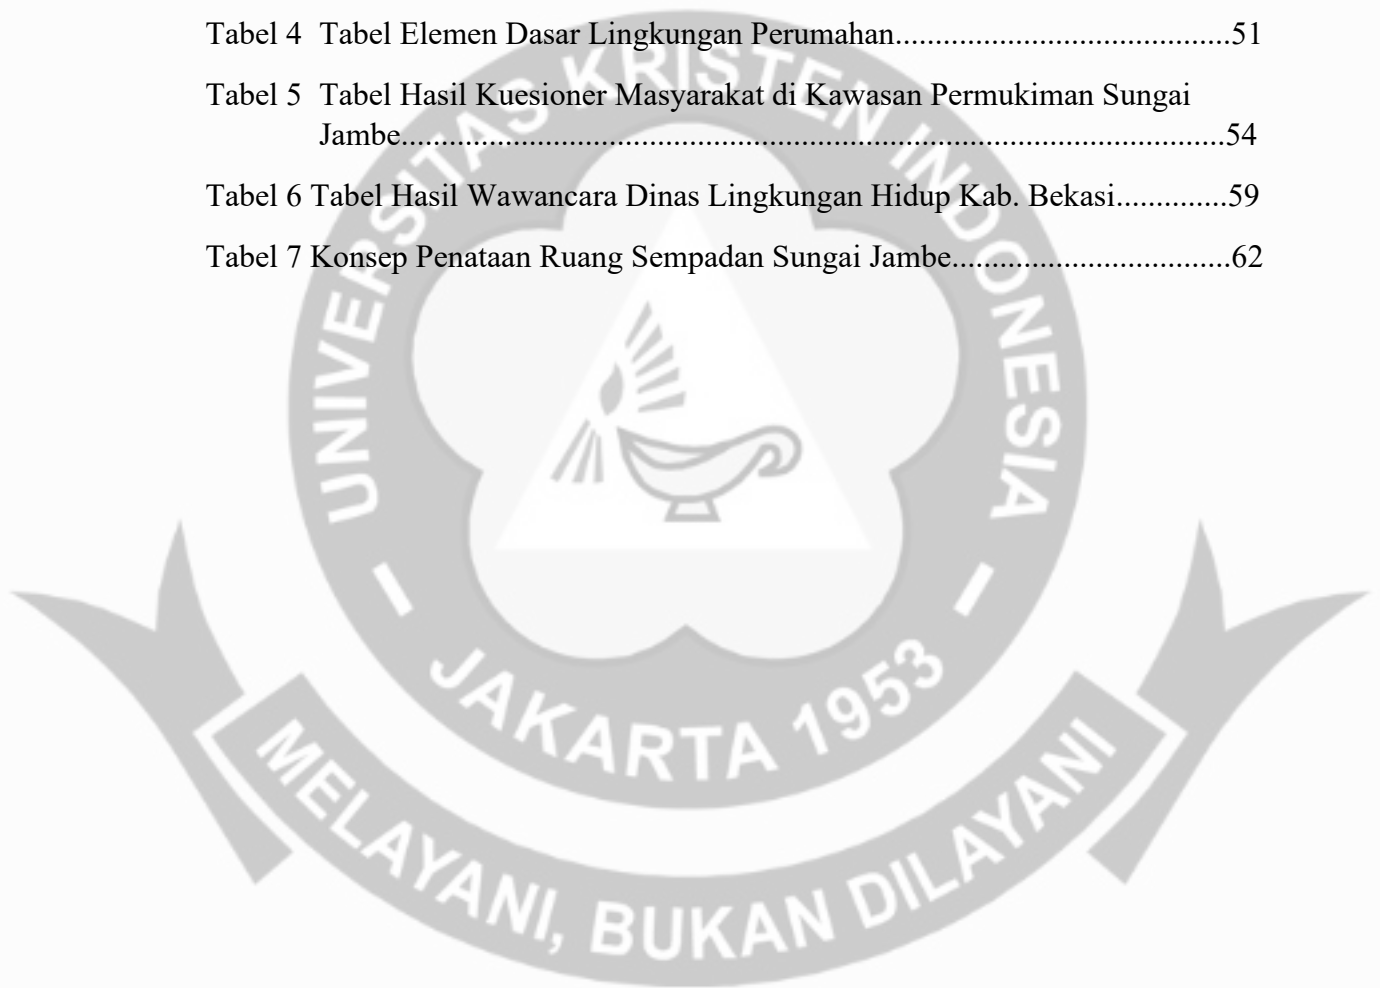 Tabel 4 Tabel Elemen Dasar Lingkungan Perumahan..........................................51
Tabel 5 Tabel Hasil Kuesioner Masyarakat di Kawasan Permukiman Sungai
Jambe.......................................................................................................54
Tabel 6 Tabel Hasil Wawancara Dinas Lingkungan Hidup Kab. Bekasi..............59
Tabel 7 Konsep Penataan Ruang Sempadan Sungai Jambe...................................62
UNIVERSITAS KRISTEN INDONESIA
JAKARTA 1953
MELAYANI, BUKAN DILAYANI